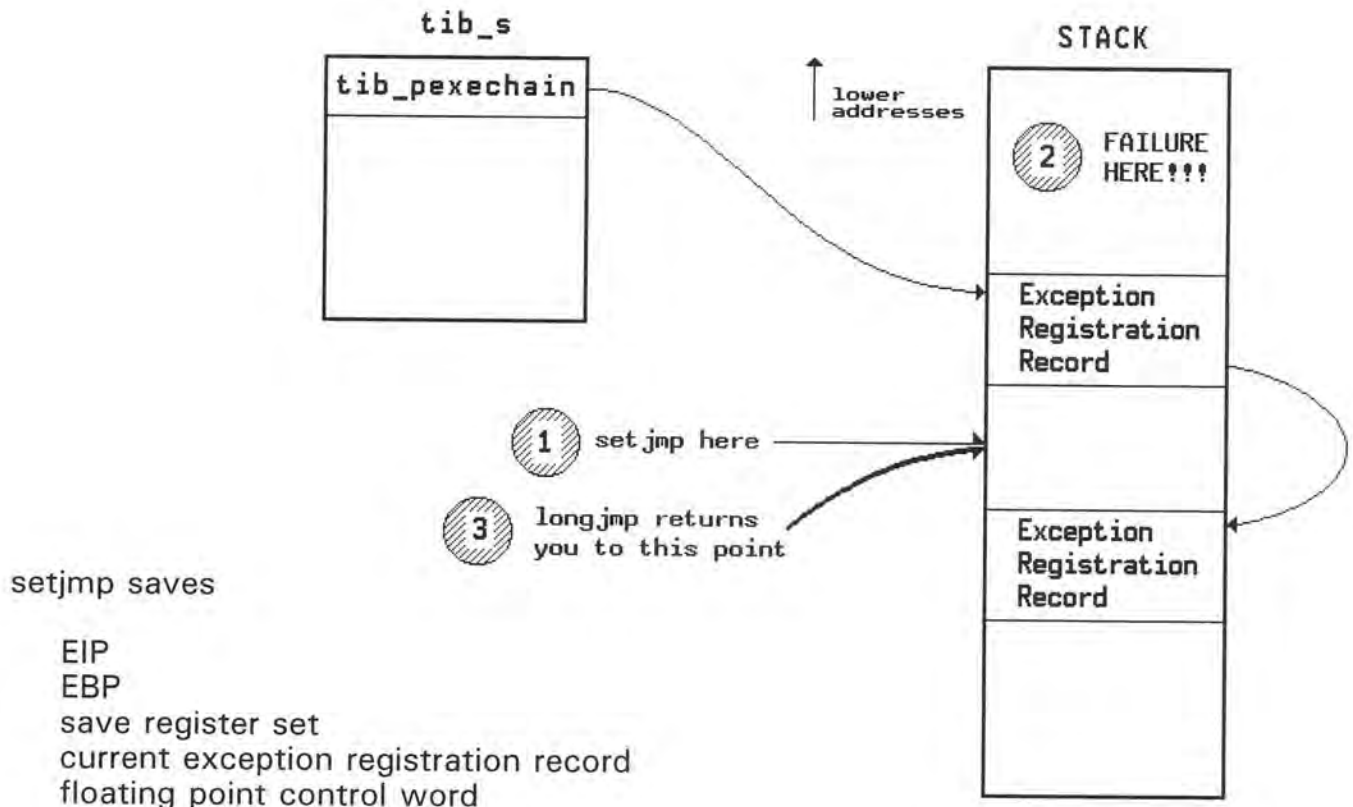 tib_s
tib_pexechain
lower
addresses
STACK
2
FAILURE
HERE!!!
Exception
Registration
Record
1
setjmp here
3
longjmp returns
you to this point
Exception
Registration
Record
setjmp saves
EIP
EBP
save register set
current exception registration record
floating point control word